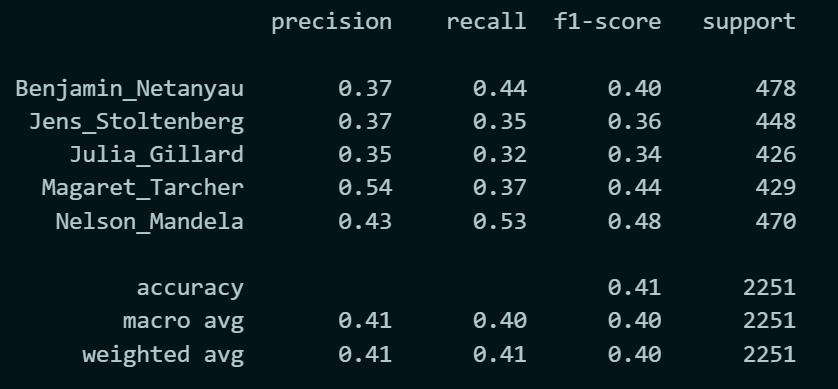 precision recall f1-score support
Benjamin_Netanyau 0.37 0.44 0.40 478
Jens_Stoltenberg 0.37 0.35 0.36 448
Julia_Gillard 0.35 0.32 0.34 426
Magaret_Tarcher 0.54 0.37 0.44 429
Nelson_Mandela 0.43 0.53 0.48 470
accuracy 0.41 2251
macro avg 0.41 0.40 0.40 2251
weighted avg 0.41 0.41 0.40 2251